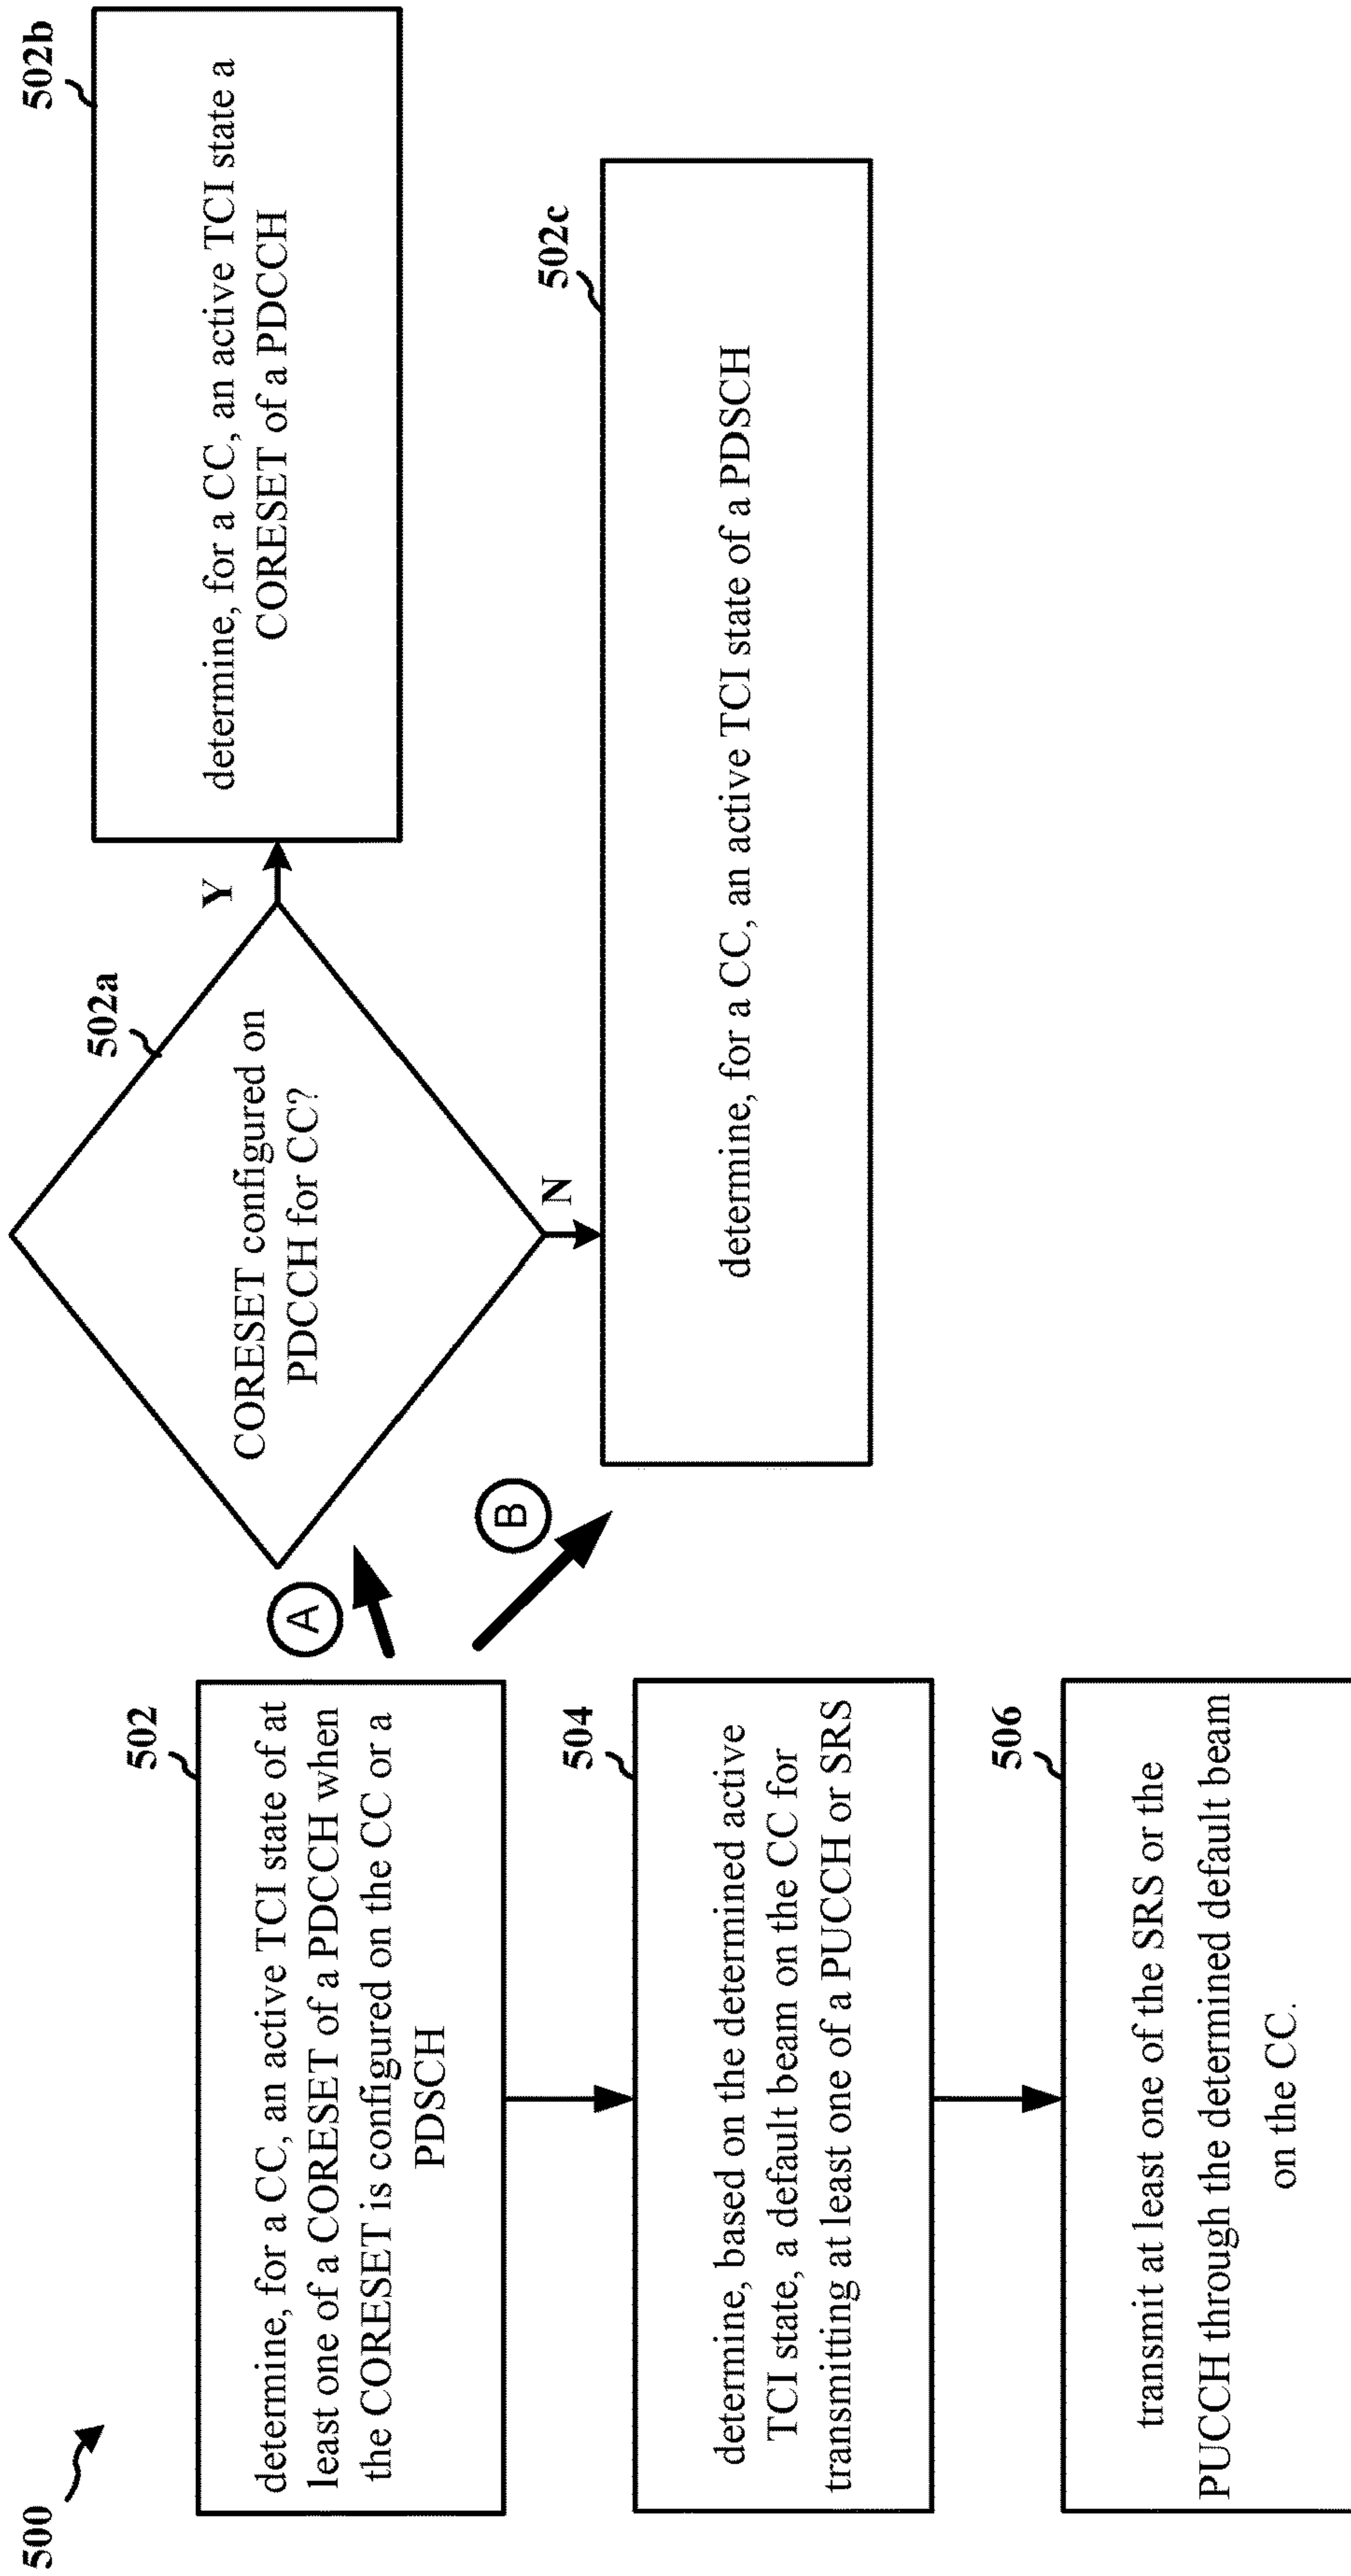 500
502
determine, for a CC, an active TCI state of at
least one of a CORESET of a PDCCH when
the CORESET is configured on the CC or a
PDSCH
504
determine, based on the determined active
TCI state, a default beam on the CC for
transmitting at least one of a PUCCH or SRS
506
transmit at least one of the SRS or the
PUCCH through the determined default beam
on the CC.
A
B
502a
CORESET configured on
PDCCH for CC?
Y
N
502b
determine, for a CC, an active TCI state a
CORESET of a PDCCH
502c
determine, for a CC, an active TCI state of a PDSCH